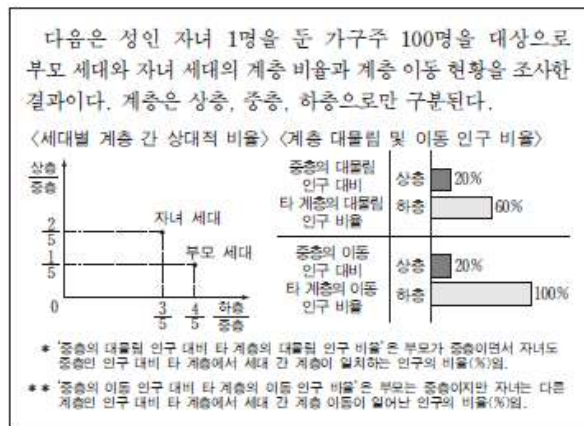 다음은 성인 자녀 1명을 둔 가구주 100명을 대상으로
부모 세대와 자녀 세대의 계층 비율과 계층 이동 현황을 조사한
결과이다. 계층은 상층, 중층, 하층으로만 구분된다.
〈세대별 계층 간 상대적 비율〉 〈계층 대물림 및 이동 인구 비율〉
상층
중층
2
5
1
5
0
자녀 세대
부모 세대
3
5
4
5
하층
중층
중층의 대물림
인구 대비
타 계층의 대물림
인구 비율
상층 20%
하층 60%
중층의 이동
인구 대비
타 계층의 이동
인구 비율
상층 20%
하층 100%
* '중층의 대물림 인구 대비 타 계층의 대물림 인구 비율'은 부모가 중층이면서 자녀도
중층인 인구 대비 타 계층에서 세대 간 계층이 일치하는 인구의 비율(%)임.
** '중층의 이동 인구 대비 타 계층의 이동 인구 비율'은 부모는 중층이지만 자녀는 다른
계층인 인구 대비 타 계층에서 세대 간 계층 이동이 일어난 인구의 비율(%)임.